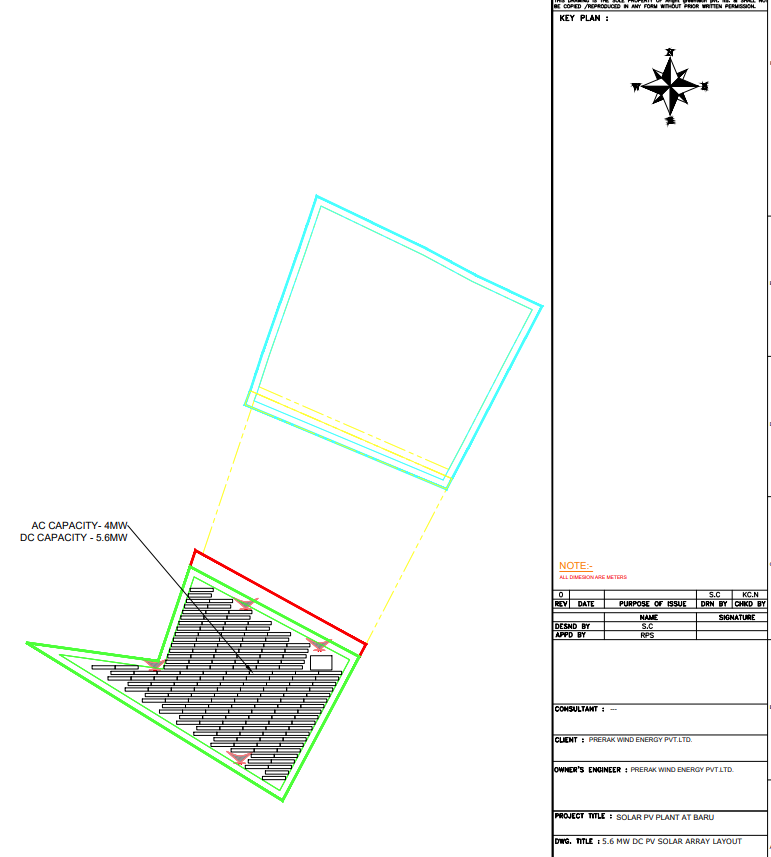 BE COPIED /REPRODUCED IN ANY FORM WITHOUT PRIOR WRITTEN PERMISSION.
KEY PLAN :
N
W
AC CAPACITY- 4MW
DC CAPACITY - 5.6MW
NOTE:-
ALL DIMESION ARE METERS
0 S.C KC.N
REV DATE PURPOSE OF ISSUE DRN BY CHKD BY
NAME SIGNATURE
DESND BY S.C
APPD BY RPS
CONSULTANT : ---
CLIENT : PRERAK WIND ENERGY PVT.LTD.
OWNER'S ENGINEER : PRERAK WIND ENERGY PVT.LTD.
PROJECT TITLE : SOLAR PV PLANT AT BARU
DWG. TITLE : 5.6 MW DC PV SOLAR ARRAY LAYOUT